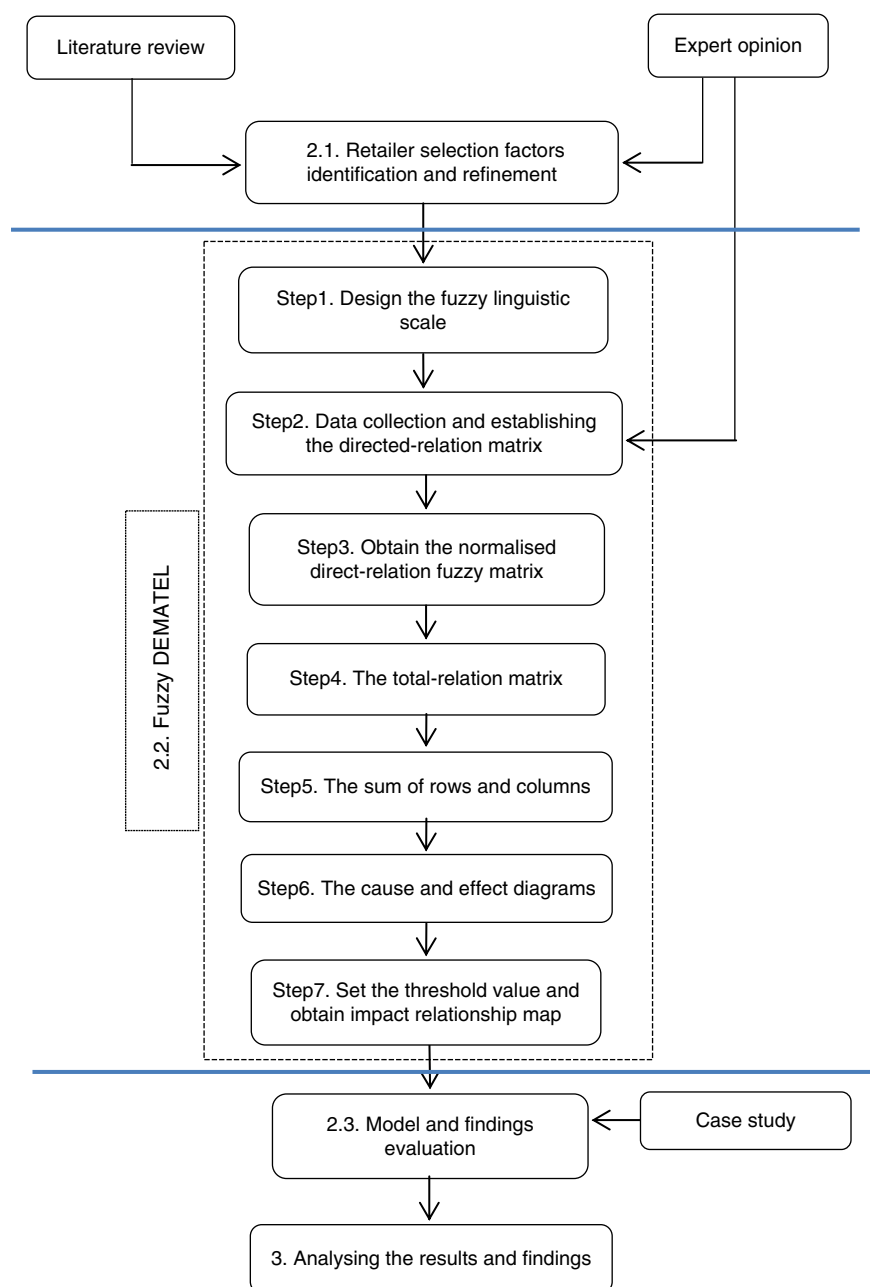 Literature review
Expert opinion
2.1. Retailer selection factors
identification and refinement
Step1. Design the fuzzy linguistic
scale
Step2. Data collection and establishing
the directed-relation matrix
Step3. Obtain the normalised
direct-relation fuzzy matrix
2.2. Fuzzy DEMATEL
Step4. The total-relation matrix
Step5. The sum of rows and columns
Step6. The cause and effect diagrams
Step7. Set the threshold value and
obtain impact relationship map
2.3. Model and findings
evaluation
Case study
3. Analysing the results and findings